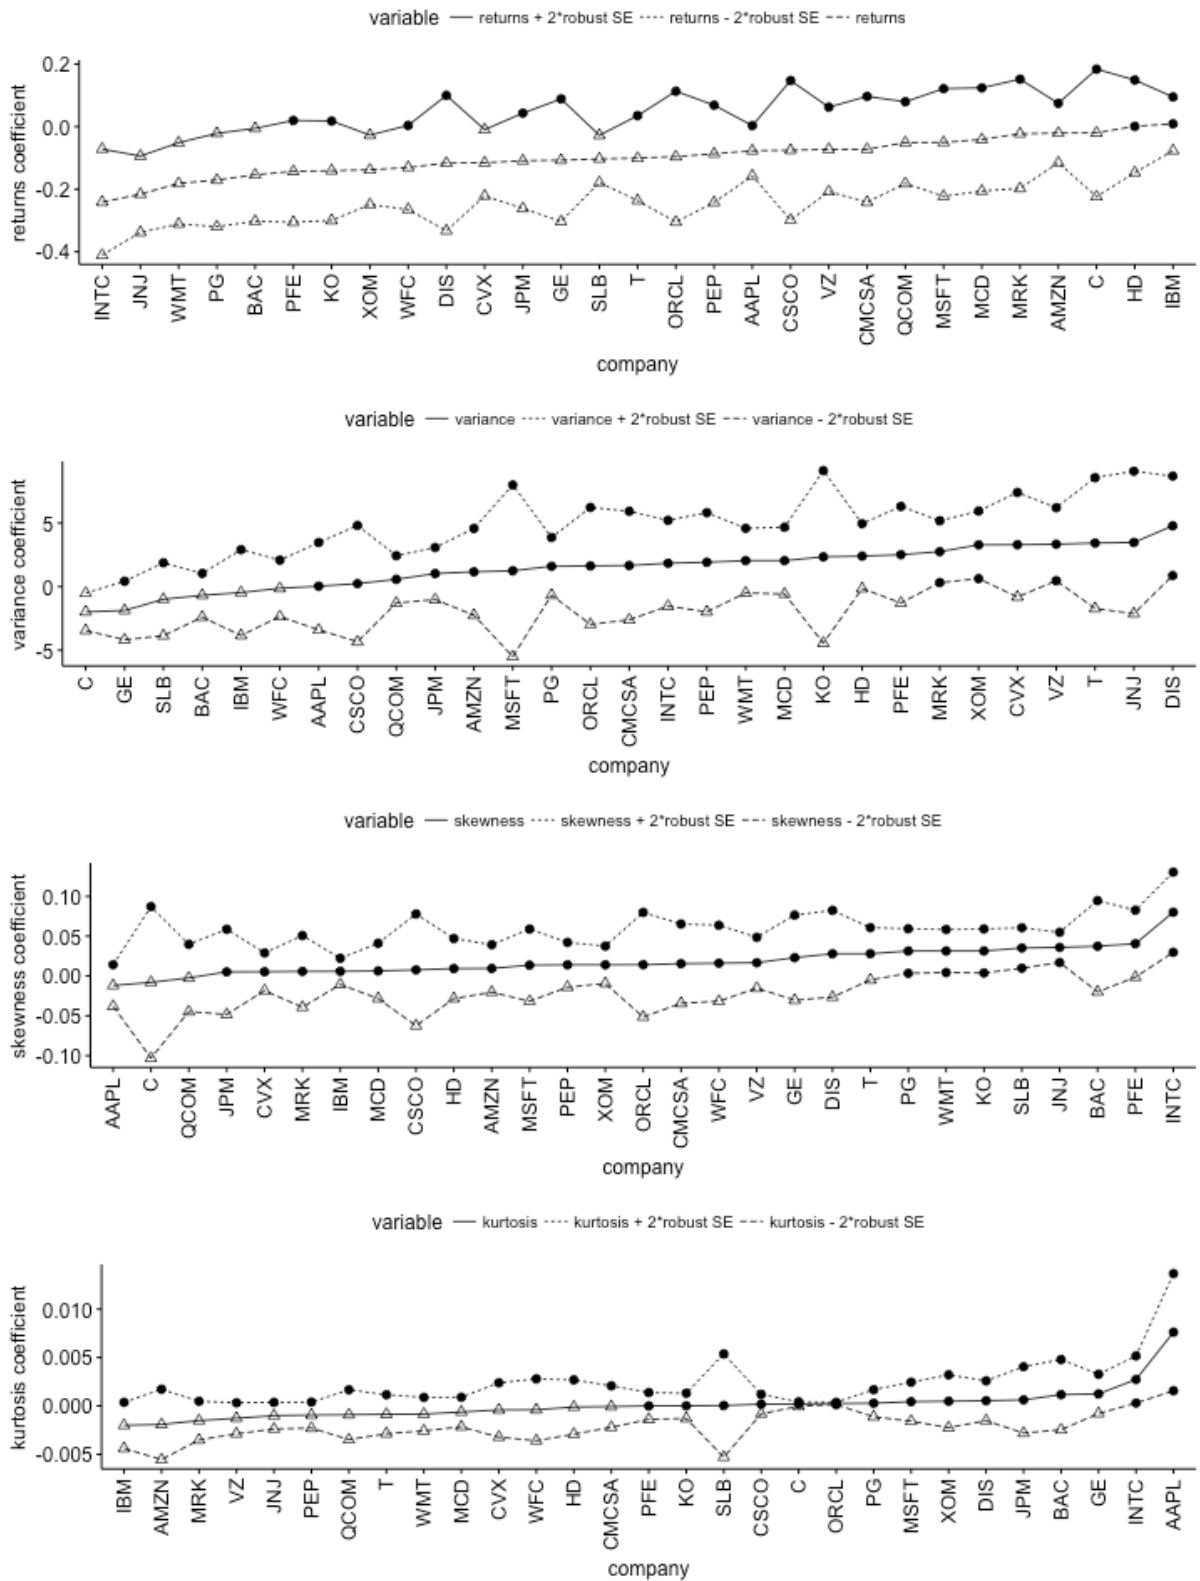 variable returns + 2*robust SE returns - 2*robust SE returns
returns coefficient
0.2
0.0
-0.2
-0.4
INTC JNJ WMT PG BAC PFE KO XOM WFC DIS CVX JPM GE SLB T ORCL PEP AAPL CSCO VZ CMCSA QCOM MSFT MCD MRK AMZN C HD IBM
company
variable variance variance + 2*robust SE variance - 2*robust SE
variance coefficient
5
0
-5
C GE SLB BAC IBM WFC AAPL CSCO QCOM JPM AMZN MSFT PG ORCL CMCSA INTC PEP WMT MCD KO HD PFE MRK XOM CVX VZ T JNJ DIS
company
variable skewness skewness + 2*robust SE skewness - 2*robust SE
skewness coefficient
0.10
0.05
0.00
-0.05
-0.10
AAPL C QCOM JPM CVX MRK IBM MCD CSCO HD AMZN MSFT PEP XOM ORCL CMCSA WFC VZ GE DIS T PG WMT KO SLB JNJ BAC PFE INTC
company
variable kurtosis kurtosis + 2*robust SE kurtosis - 2*robust SE
kurtosis coefficient
0.010
0.005
0.000
-0.005
IBM AMZN MRK VZ JNJ PEP QCOM T WMT MCD CVX WFC HD CMCSA PFE KO SLB CSCO C ORCL PG MSFT XOM DIS JPM BAC GE INTC AAPL
company